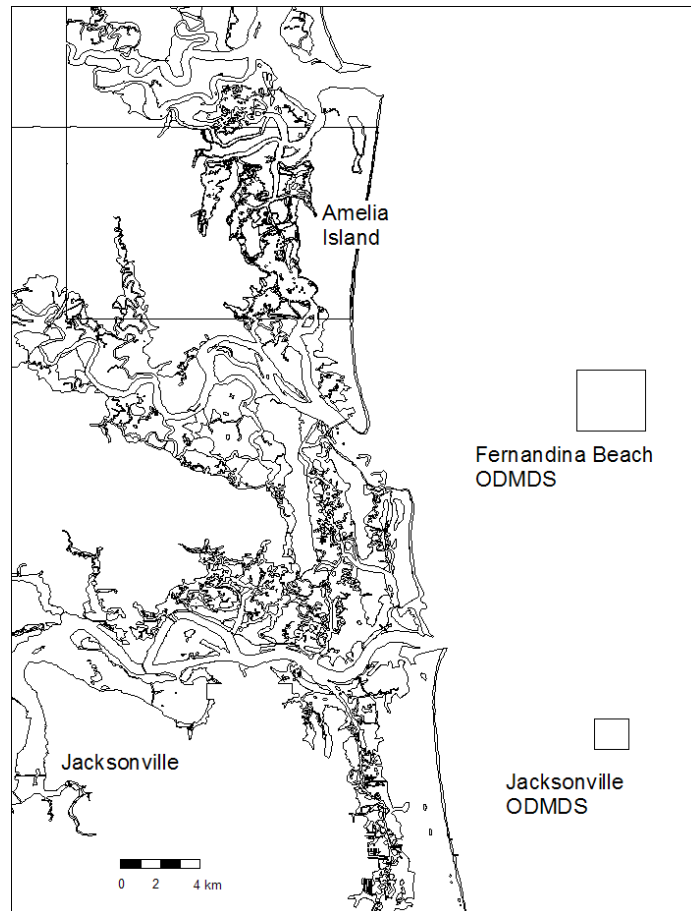 Amelia
Island
Fernandina Beach
ODMDS
Jacksonville
Jacksonville
ODMDS
0 2 4 km